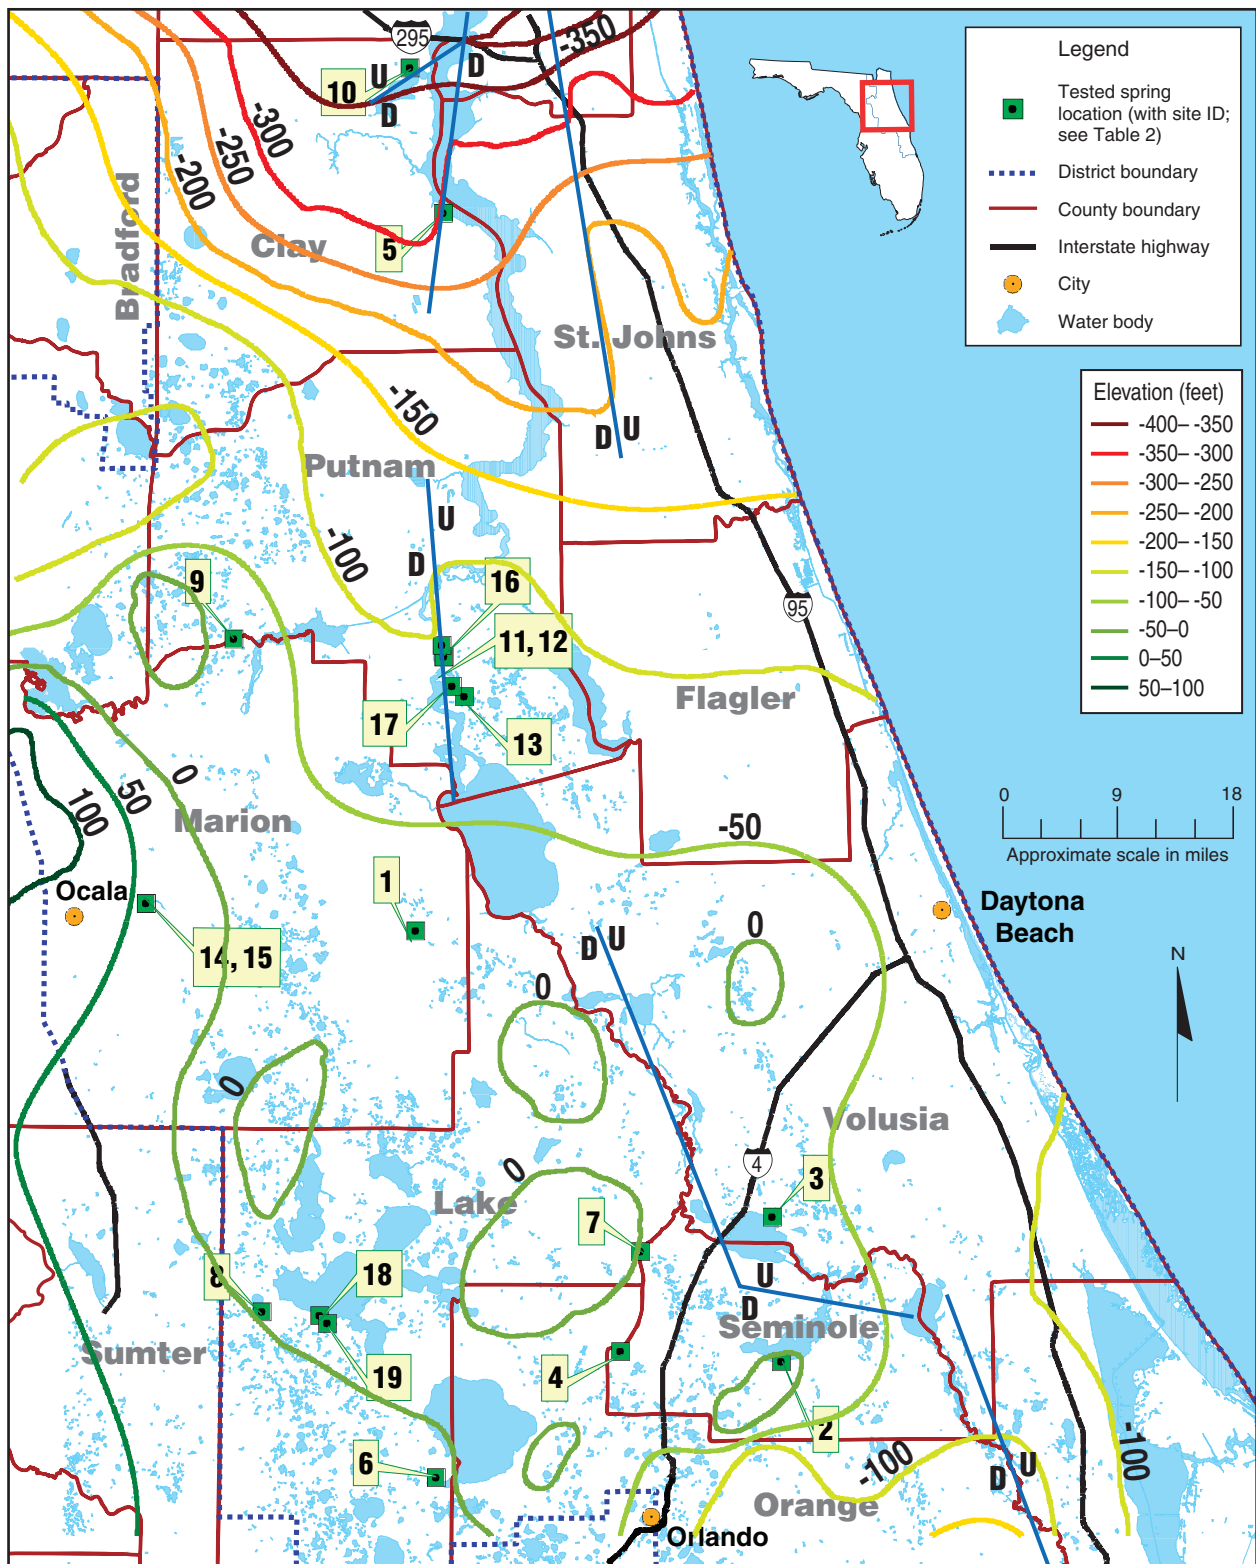 Legend
Tested spring
location (with site ID;
see Table 2)
District boundary
County boundary
Interstate highway
City
Water body
Elevation (feet)
-400– -350
-350– -300
-300– -250
-250– -200
-200– -150
-150– -100
-100– -50
-50–0
0–50
50–100
0 9 18
Approximate scale in miles
N
295
-350
U
D
D
10
-300
-250
-200
Bradford
Clay
5
St. Johns
-150
D U
Putnam
U
D
-100
9
16
11, 12
95
17
13
Flagler
0
50
100
Marion
-50
1
Ocala
14, 15
D U
0
Daytona
Beach
0
0
Volusia
4
0
Lake
3
7
8
18
U
D
Seminole
Sumter
19
4
2
6
-100
-100
U
D
Orange
Orlando